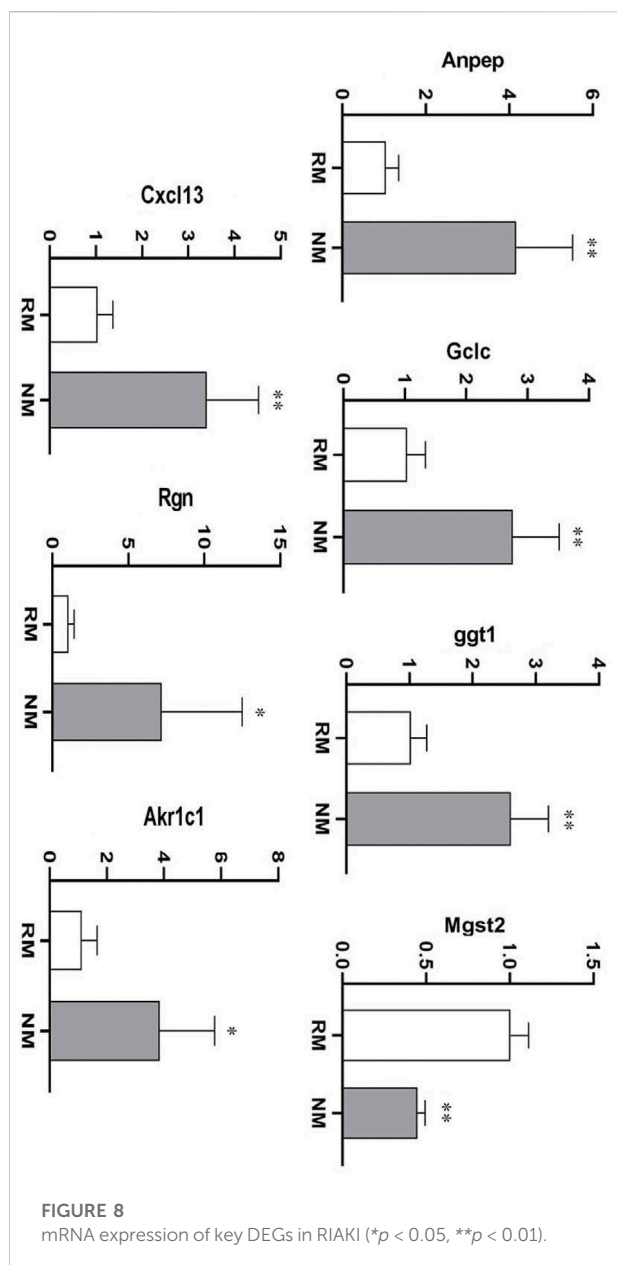 Anpep
0 2 4 6
RM
NM
**
Gclc
0 1 2 3 4
RM
NM
**
ggt1
0 1 2 3 4
RM
NM
**
Mgst2
0.0 0.5 1.0 1.5
RM
NM
**
Cxcl13
0 1 2 3 4 5
RM
NM
**
Rgn
0 5 10 15
RM
NM
*
Akr1c1
0 2 4 6 8
RM
NM
*
FIGURE 8
mRNA expression of key DEGs in RIAKI (*p < 0.05, **p < 0.01).